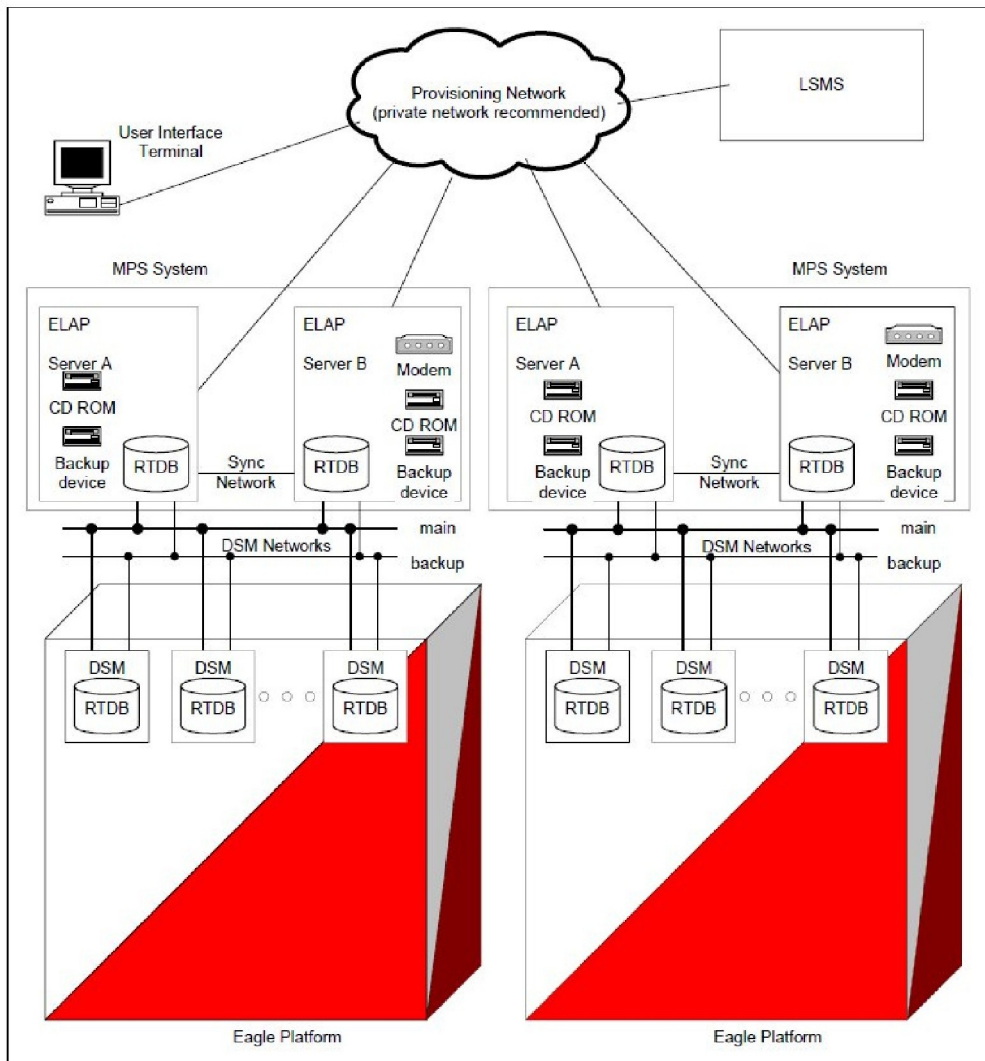 Provisioning Network
(private network recommended)
LSMS
User Interface
Terminal
MPS System
MPS System
ELAP
Server A
CD ROM
Backup
device
RTDB
Sync
Network
ELAP
Server B
Modem
CD ROM
Backup
device
RTDB
ELAP
Server A
CD ROM
Backup
device
RTDB
Sync
Network
ELAP
Server B
Modem
CD ROM
Backup
device
RTDB
main
DSM Networks
backup
main
DSM Networks
backup
DSM
RTDB
DSM
RTDB
DSM
RTDB
DSM
RTDB
DSM
RTDB
DSM
RTDB
Eagle Platform
Eagle Platform